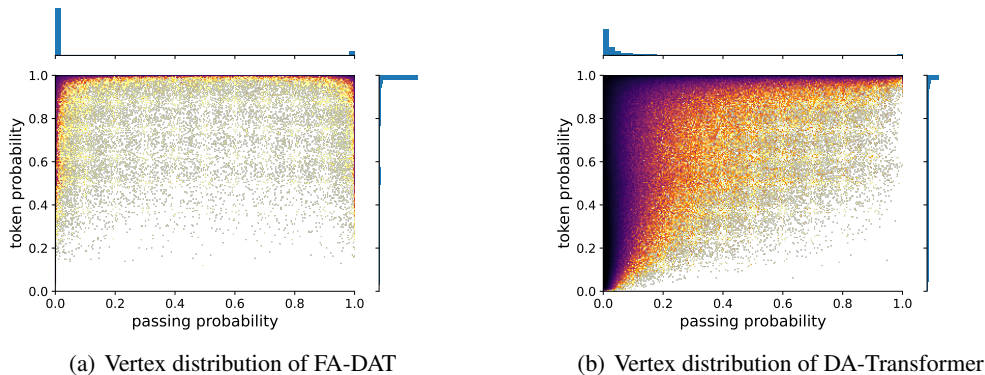 1.0
0.8
0.6
0.4
0.2
0.0
token probability
0.0 0.2 0.4 0.6 0.8 1.0
passing probability
(a) Vertex distribution of FA-DAT
1.0
0.8
0.6
0.4
0.2
0.0
token probability
0.0 0.2 0.4 0.6 0.8 1.0
passing probability
(b) Vertex distribution of DA-Transformer